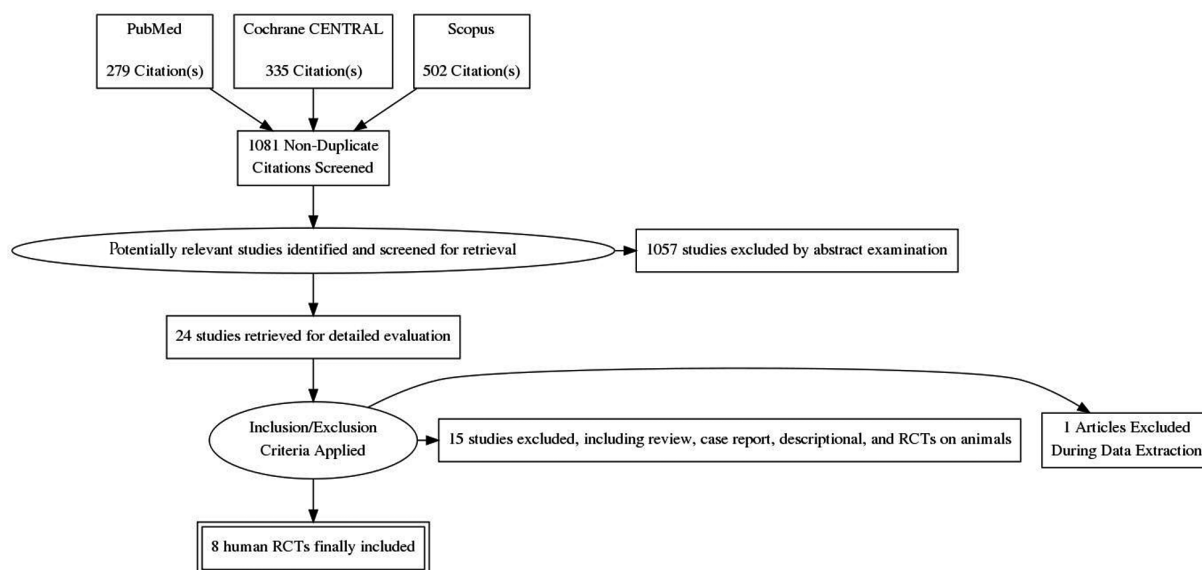 PubMed
279 Citation(s)
Cochrane CENTRAL
335 Citation(s)
Scopus
502 Citation(s)
1081 Non-Duplicate
Citations Screened
Potentially relevant studies identified and screened for retrieval
1057 studies excluded by abstract examination
24 studies retrieved for detailed evaluation
Inclusion/Exclusion
Criteria Applied
15 studies excluded, including review, case report, descriptional, and RCTs on animals
1 Articles Excluded
During Data Extraction
8 human RCTs finally included